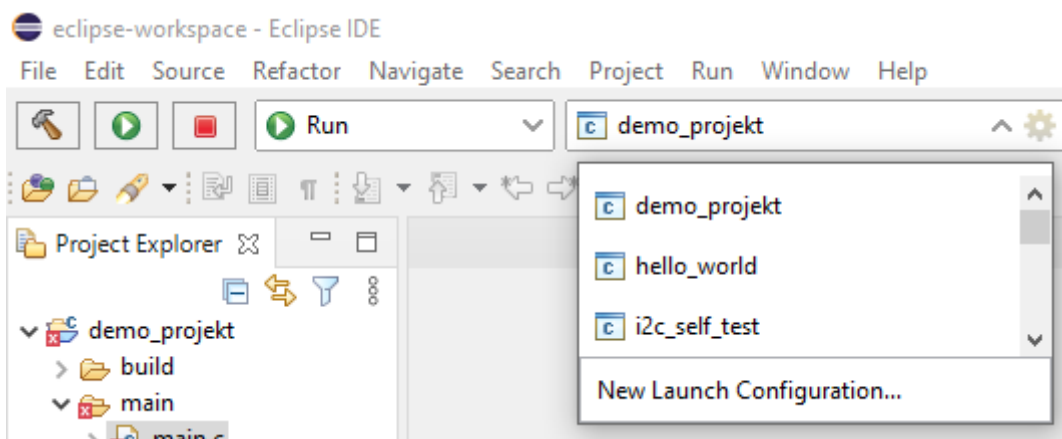 eclipse-workspace - Eclipse IDE
File Edit Source Refactor Navigate Search Project Run Window Help
Run
demo_projekt
demo_projekt
hello_world
i2c_self_test
New Launch Configuration...
Project Explorer
demo_projekt
build
main
main.c